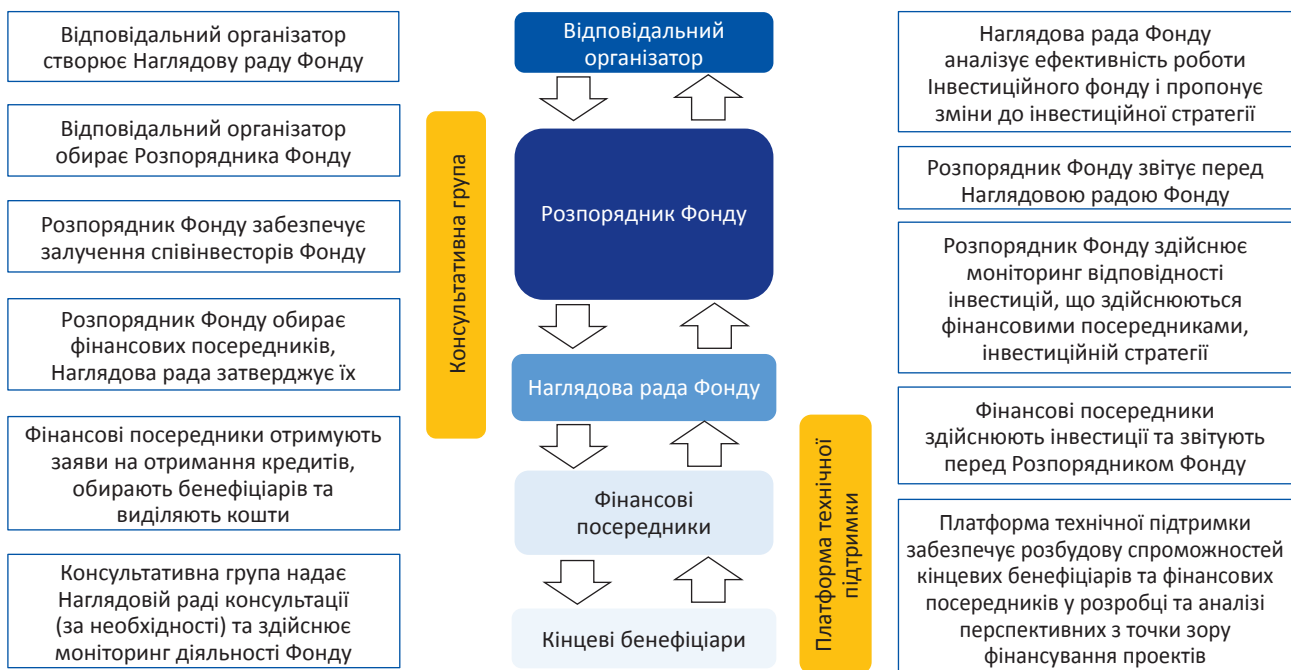 Відповідальний організатор
створює Наглядову раду Фонду
Відповідальний організатор
обирає Розпорядника Фонду
Розпорядник Фонду забезпечує
залучення співінвесторів Фонду
Розпорядник Фонду обирає
фінансових посередників,
Наглядова рада затверджує їх
Фінансові посередники отримують
заяви на отримання кредитів,
обирають бенефіціарів та
виділяють кошти
Консультативна група надає
Наглядовій раді консультації
(за необхідності) та здійснює
моніторинг діяльності Фонду
Консультативна група
Відповідальний
організатор
Розпорядник Фонду
Наглядова рада Фонду
Фінансові
посередники
Кінцеві бенефіціари
Платформа технічної
підтримки
Наглядова рада Фонду
аналізує ефективність роботи
Інвестиційного фонду і пропонує
зміни до інвестиційної стратегії
Розпорядник Фонду звітує перед
Наглядовою радою Фонду
Розпорядник Фонду здійснює
моніторинг відповідності
інвестицій, що здійснюються
фінансовими посередниками,
інвестиційній стратегії
Фінансові посередники
здійснюють інвестиції та звітують
перед Розпорядником Фонду
Платформа технічної підтримки
забезпечує розбудову спроможностей
кінцевих бенефіціарів та фінансових
посередників у розробці та аналізі
перспективних з точки зору
фінансування проектів